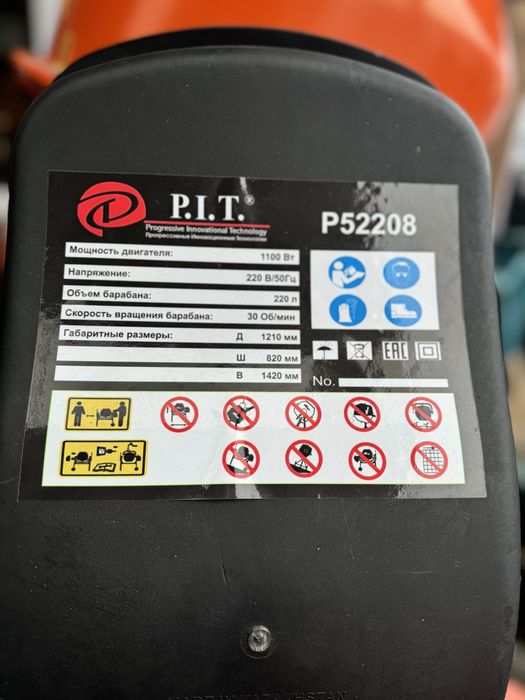 P.I.T.®
Progressive Innovational Technology
Прогрессивные Инновационные Технологии
P52208
Мощность двигателя: 1100 Вт
Напряжение: 220 В/50Гц
Объем барабана: 220 л
Скорость вращения барабана: 30 Об/мин
Габаритные размеры: Д 1210 мм
Ш 820 мм
В 1420 мм
EAC
No.